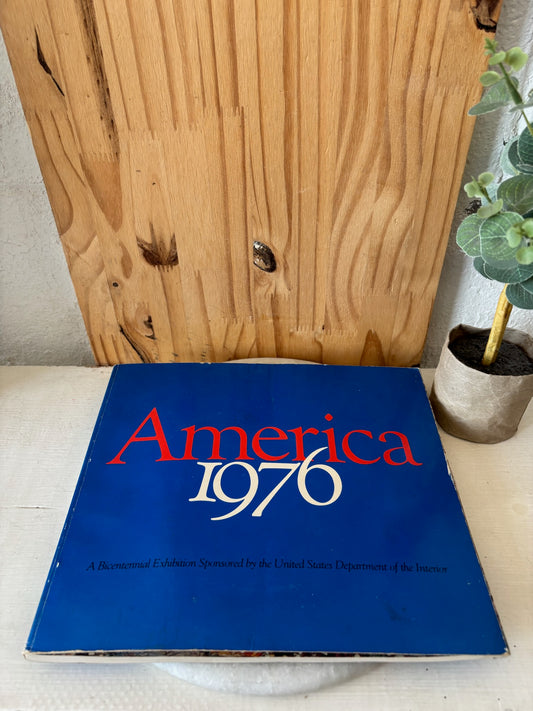 America
1976
A Bicentennial Exhibition Sponsored by the United States Department of the Interior